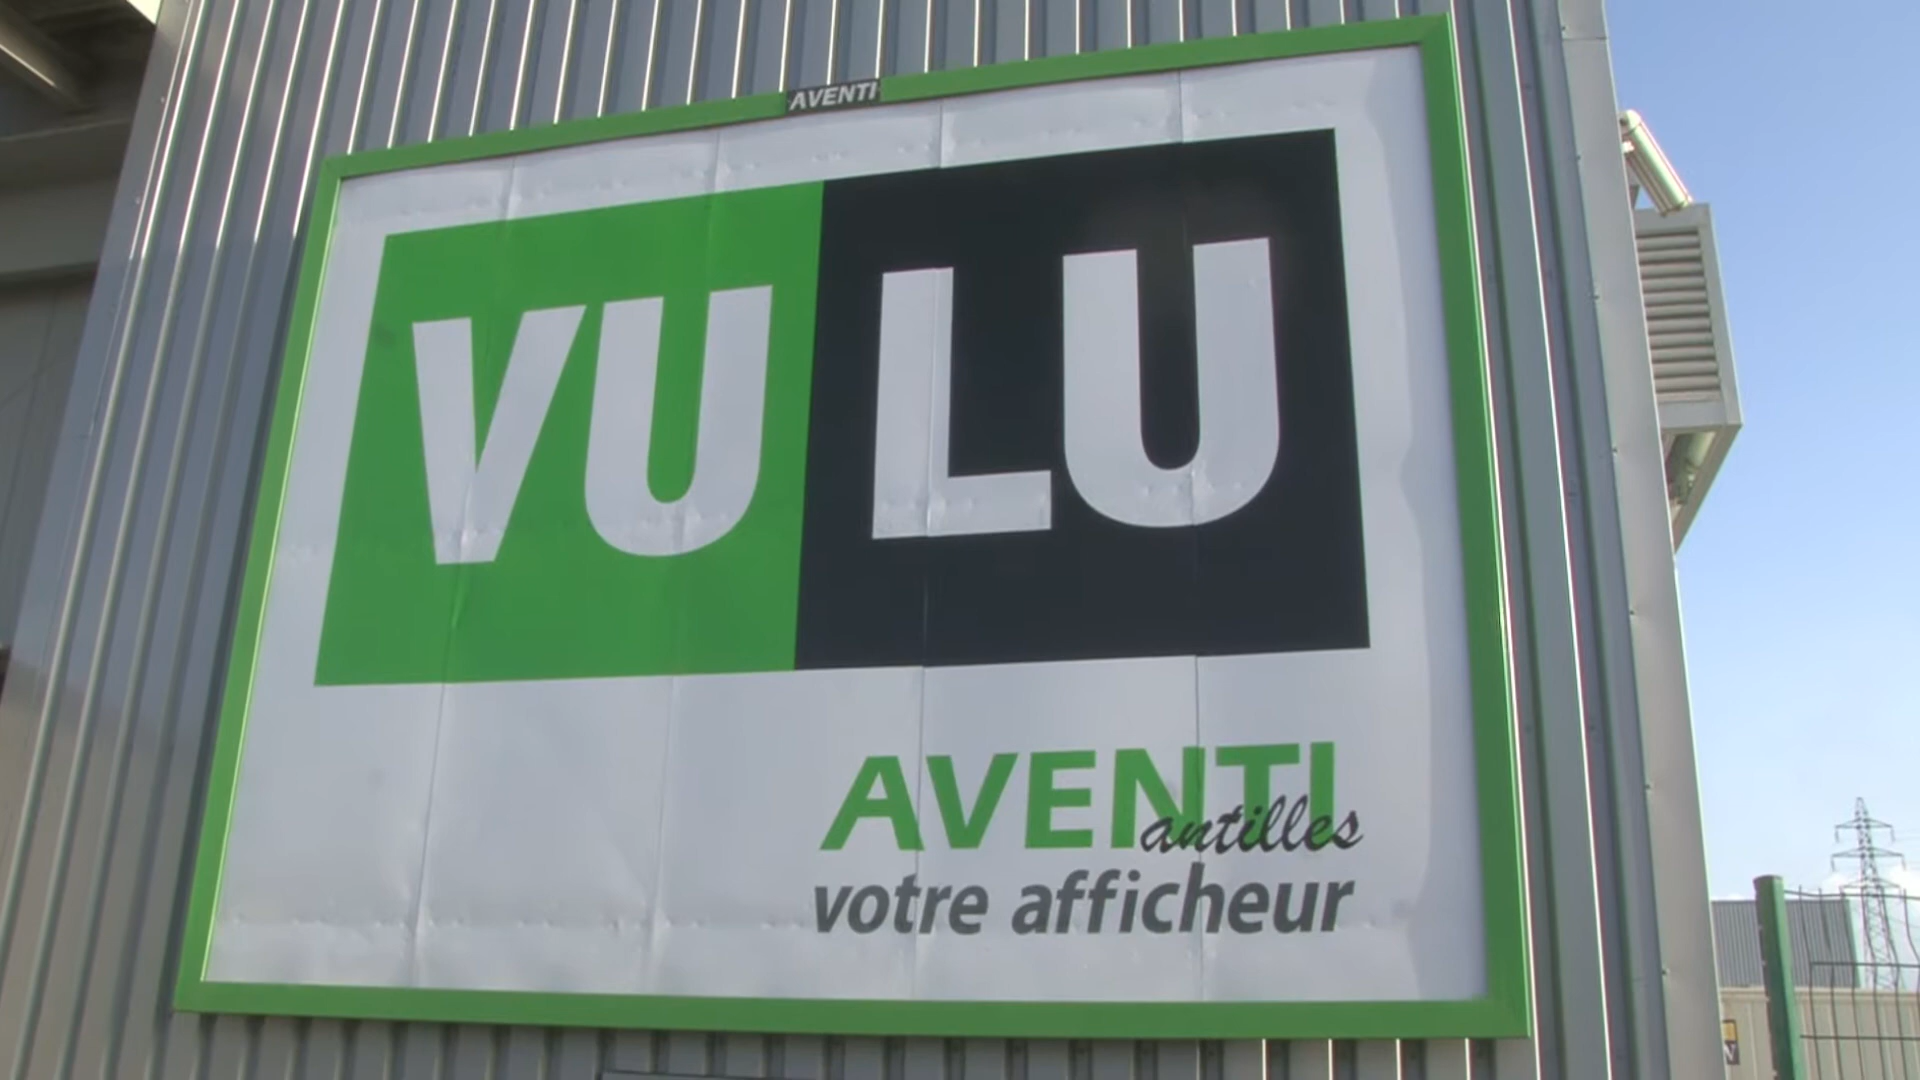 AVENTI
VU LU
AVENTI
antilles
votre afficheur